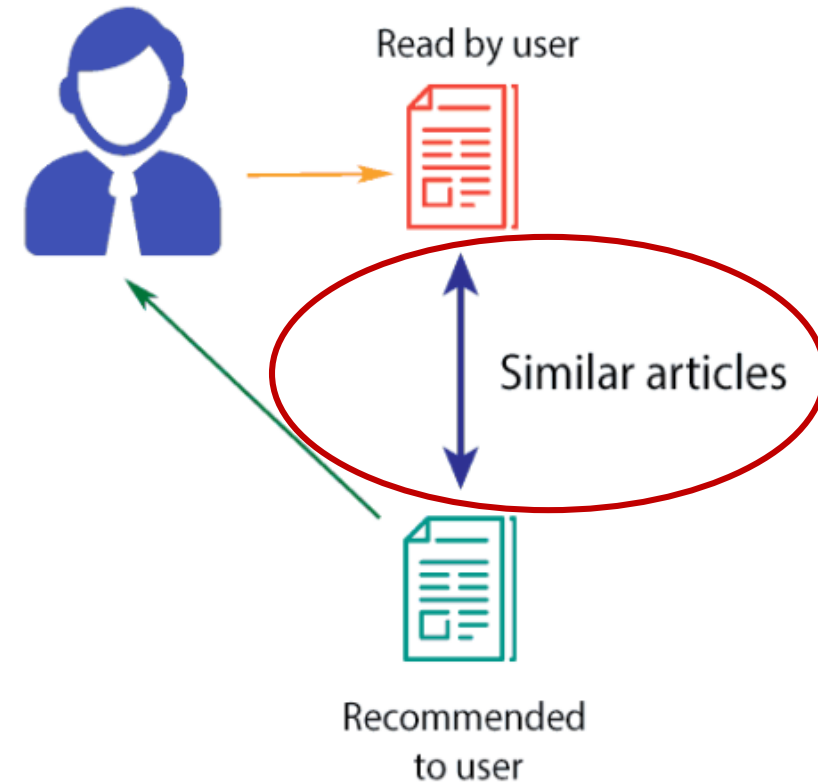 Read by user
Similar articles
Recommended
to user